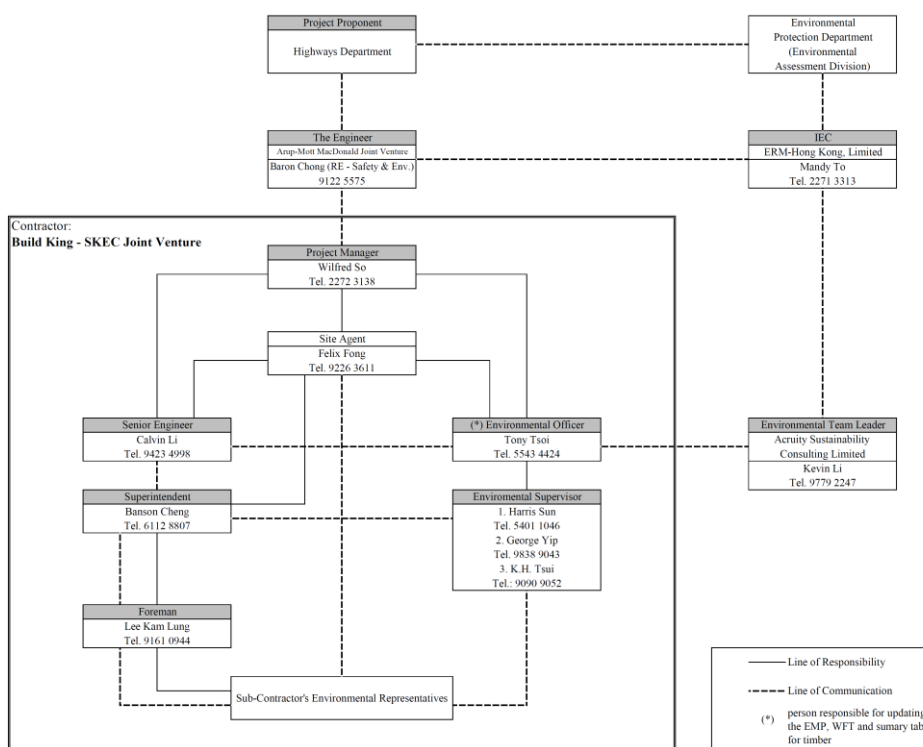 Project Proponent
Highways Department
Environmental
Protection Department
(Environmental
Assessment Division)
The Engineer
Arup-Mott MacDonald Joint Venture
Baron Chong (RE - Safety & Env.)
9122 5575
IEC
ERM-Hong Kong, Limited
Mandy To
Tel. 2271 3313
Contractor:
Build King - SKEC Joint Venture
Project Manager
Wilfred So
Tel. 2272 3138
Site Agent
Felix Fong
Tel. 9226 3611
Senior Engineer
Calvin Li
Tel. 9423 4998
(*) Environmental Officer
Tony Tsoi
Tel. 5543 4424
Environmental Team Leader
Acruity Sustainability
Consulting Limited
Kevin Li
Tel. 9779 2247
Superintendent
Banson Cheng
Tel. 6112 8807
Enviromental Supervisor
1. Harris Sun
Tel. 5401 1046
2. George Yip
Tel. 9838 9043
3. K.H. Tsui
Tel.: 9090 9052
Foreman
Lee Kam Lung
Tel. 9161 0944
Sub-Contractor's Environmental Representatives
Line of Responsibility
Line of Communication
(*) person responsible for updating
the EMP, WFT and sumary tab
for timber